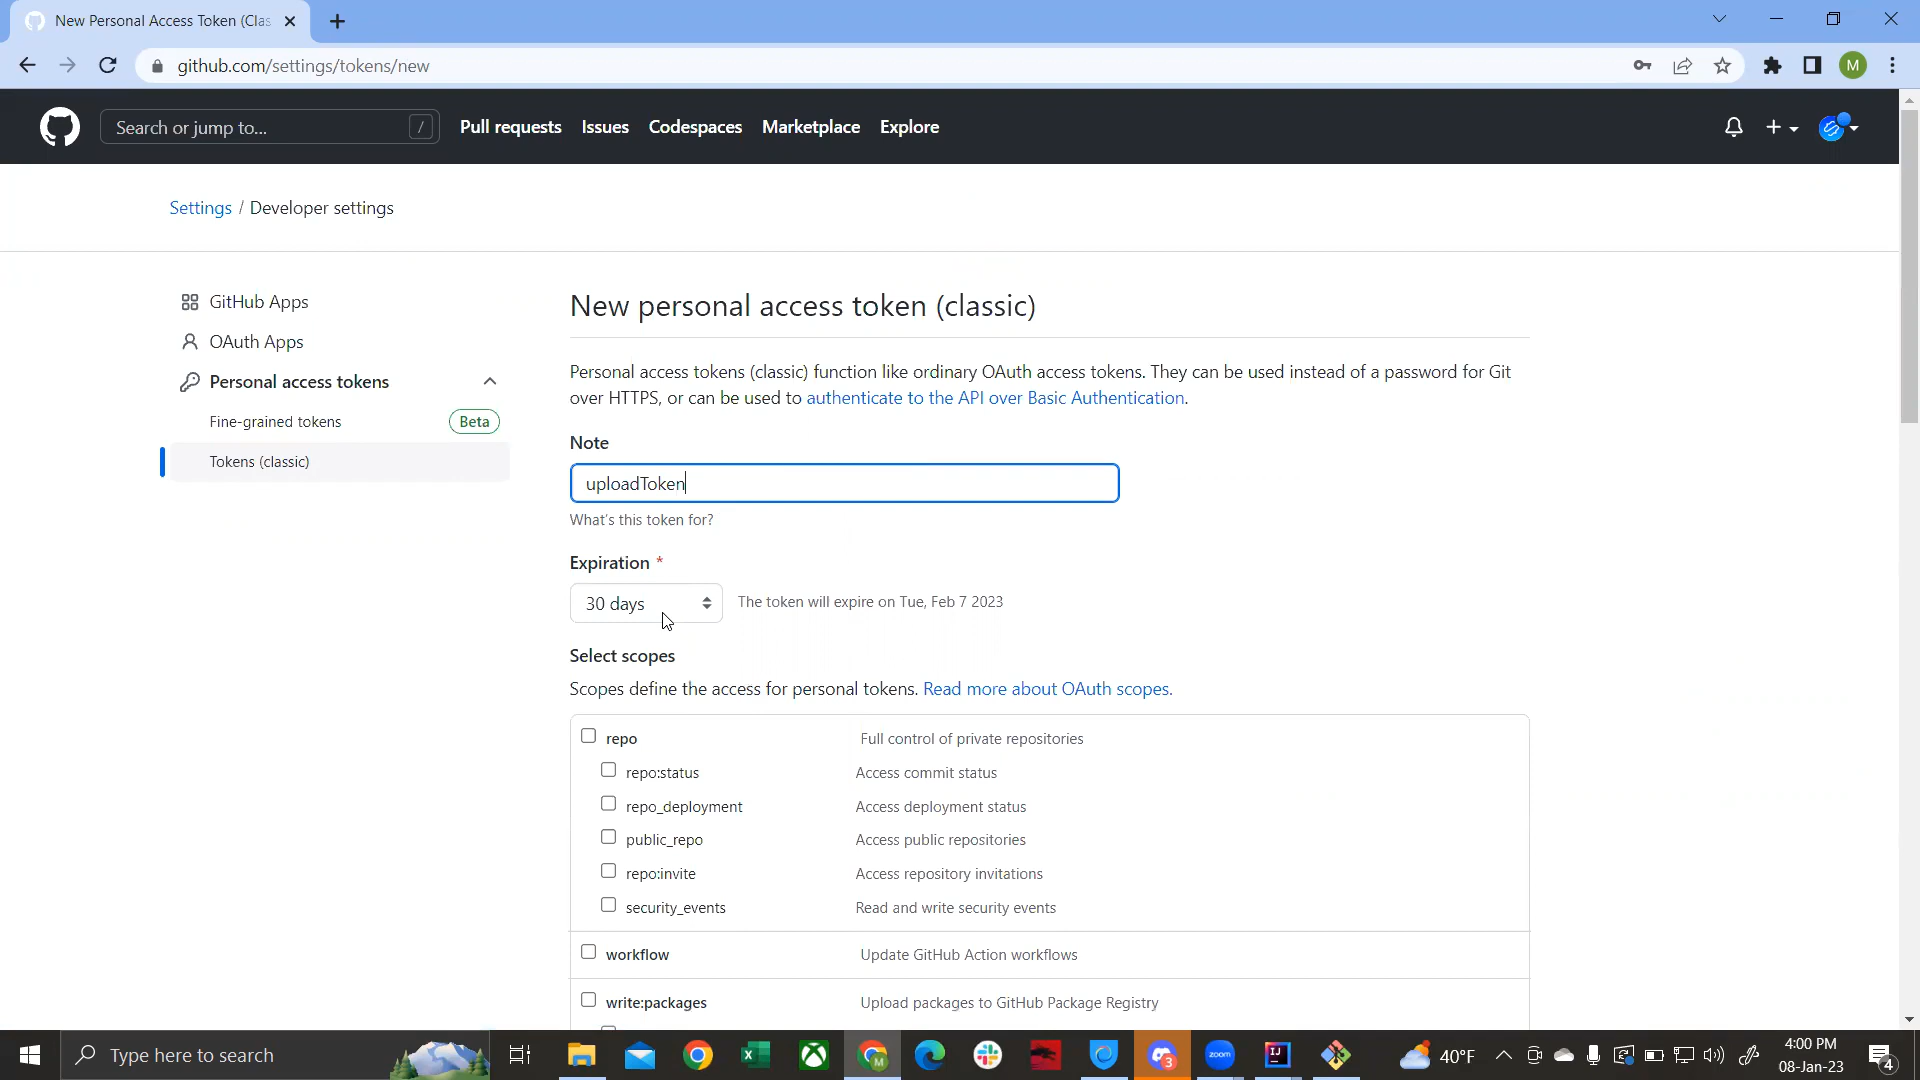 New Personal Access Token (Clas
github.com/settings/tokens/new
M
Search or jump to...
/
Pull requests
Issues
Codespaces
Marketplace
Explore
Settings / Developer settings
GitHub Apps
OAuth Apps
Personal access tokens
Fine-grained tokens
Beta
Tokens (classic)
New personal access token (classic)
Personal access tokens (classic) function like ordinary OAuth access tokens. They can be used instead of a password for Git
over HTTPS, or can be used to authenticate to the API over Basic Authentication.
Note
uploadToken
What's this token for?
Expiration *
30 days
The token will expire on Tue, Feb 7 2023
Select scopes
Scopes define the access for personal tokens. Read more about OAuth scopes.
repo Full control of private repositories
repo:status Access commit status
repo_deployment Access deployment status
public_repo Access public repositories
repo:invite Access repository invitations
security_events Read and write security events
workflow Update GitHub Action workflows
write:packages Upload packages to GitHub Package Registry
Type here to search
M
3
zoom
IJ
40°F
4:00 PM
08-Jan-23
4